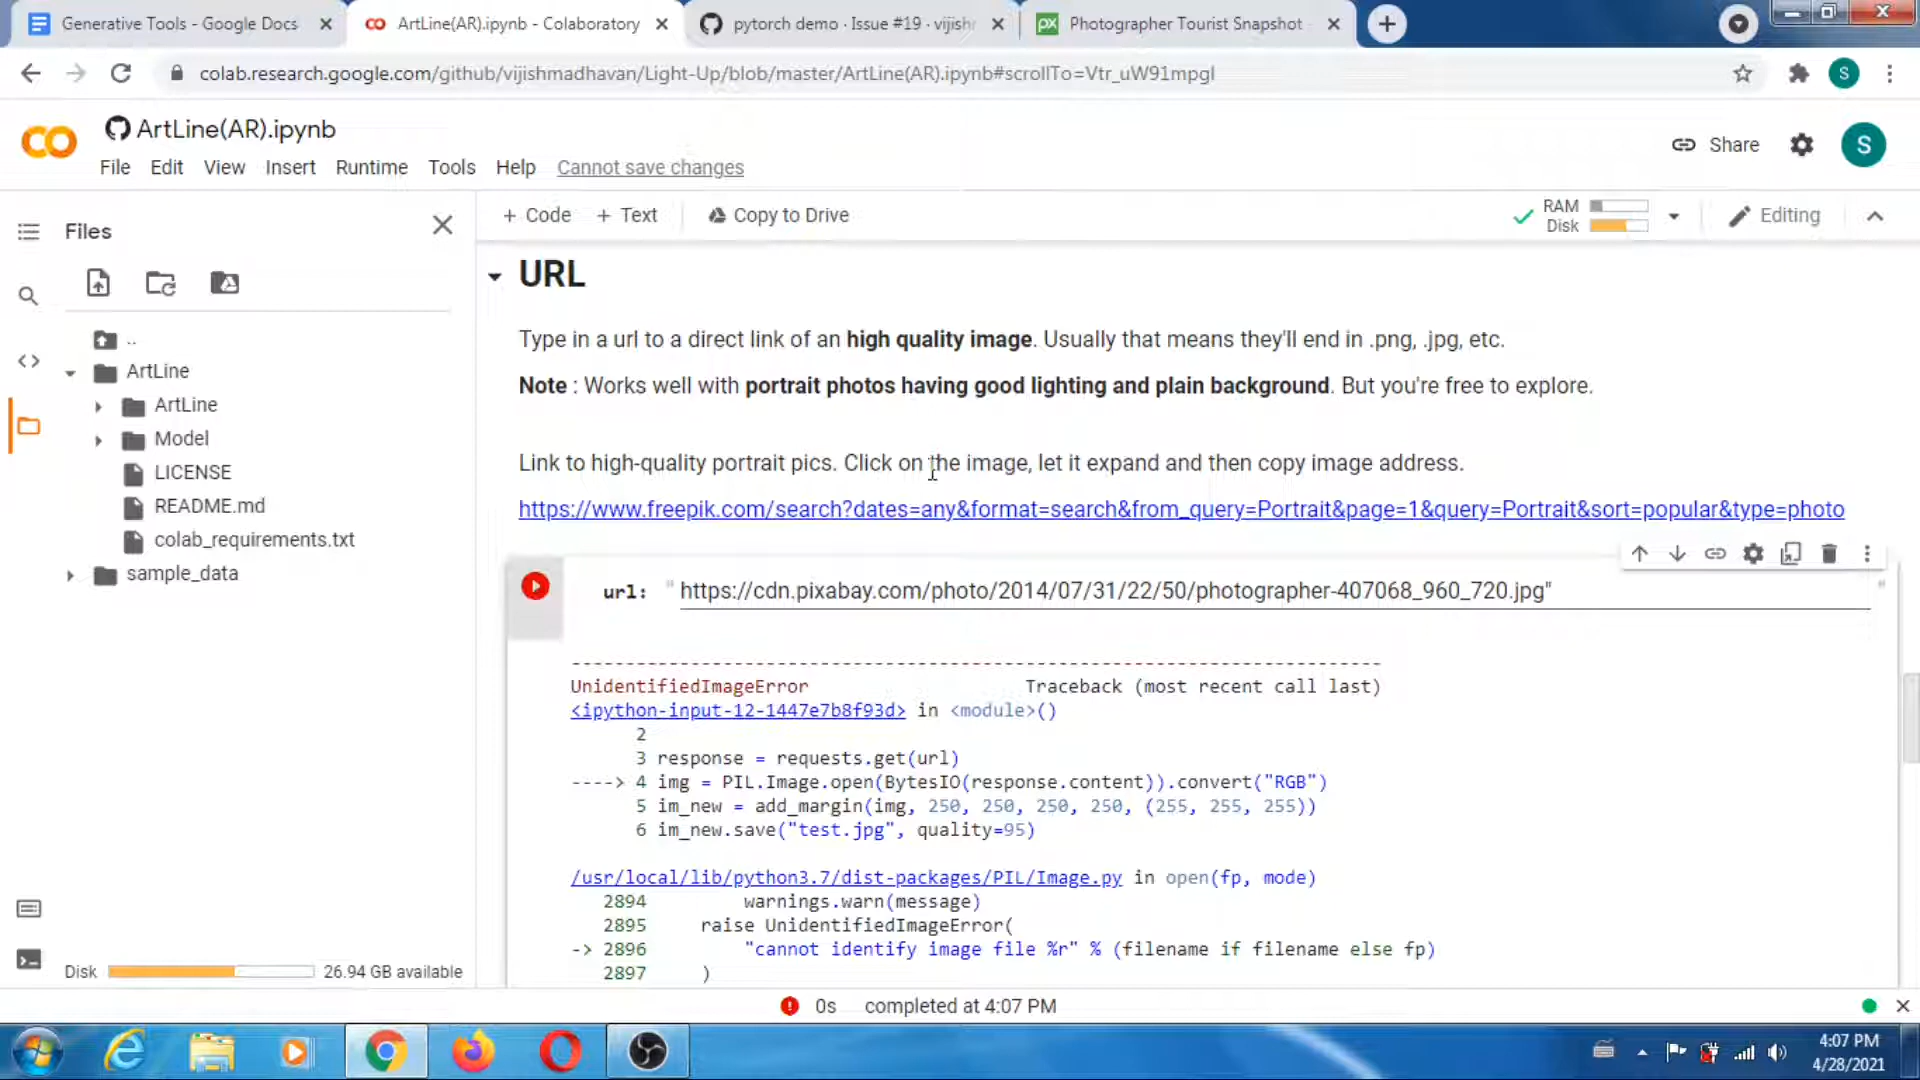 Generative Tools - Google Docs
ArtLine(AR).ipynb - Colaboratory
pytorch demo · Issue #19 · vijishr
Photographer Tourist Snapshot
colab.research.google.com/github/vijishmadhavan/Light-Up/blob/master/ArtLine(AR).ipynb#scrollTo=Vtr_uW91mpgI
S
CO
ArtLine(AR).ipynb
File Edit View Insert Runtime Tools Help Cannot save changes
Share
S
Files
+ Code + Text Copy to Drive
RAM
Disk
Editing
..
ArtLine
ArtLine
Model
LICENSE
README.md
colab_requirements.txt
sample_data
Disk 26.94 GB available
URL
Type in a url to a direct link of an high quality image. Usually that means they'll end in .png, .jpg, etc.
Note : Works well with portrait photos having good lighting and plain background. But you're free to explore.
Link to high-quality portrait pics. Click on the image, let it expand and then copy image address.
https://www.freepik.com/search?dates=any&format=search&from_query=Portrait&page=1&query=Portrait&sort=popular&type=photo
url: " https://cdn.pixabay.com/photo/2014/07/31/22/50/photographer-407068_960_720.jpg" "
---------------------------------------------------------------------------
UnidentifiedImageError Traceback (most recent call last)
<ipython-input-12-1447e7b8f93d> in <module>()
2
3 response = requests.get(url)
----> 4 img = PIL.Image.open(BytesIO(response.content)).convert("RGB")
5 im_new = add_margin(img, 250, 250, 250, 250, (255, 255, 255))
6 im_new.save("test.jpg", quality=95)
/usr/local/lib/python3.7/dist-packages/PIL/Image.py in open(fp, mode)
2894 warnings.warn(message)
2895 raise UnidentifiedImageError(
-> 2896 "cannot identify image file %r" % (filename if filename else fp)
2897 )
0s completed at 4:07 PM
4:07 PM
4/28/2021